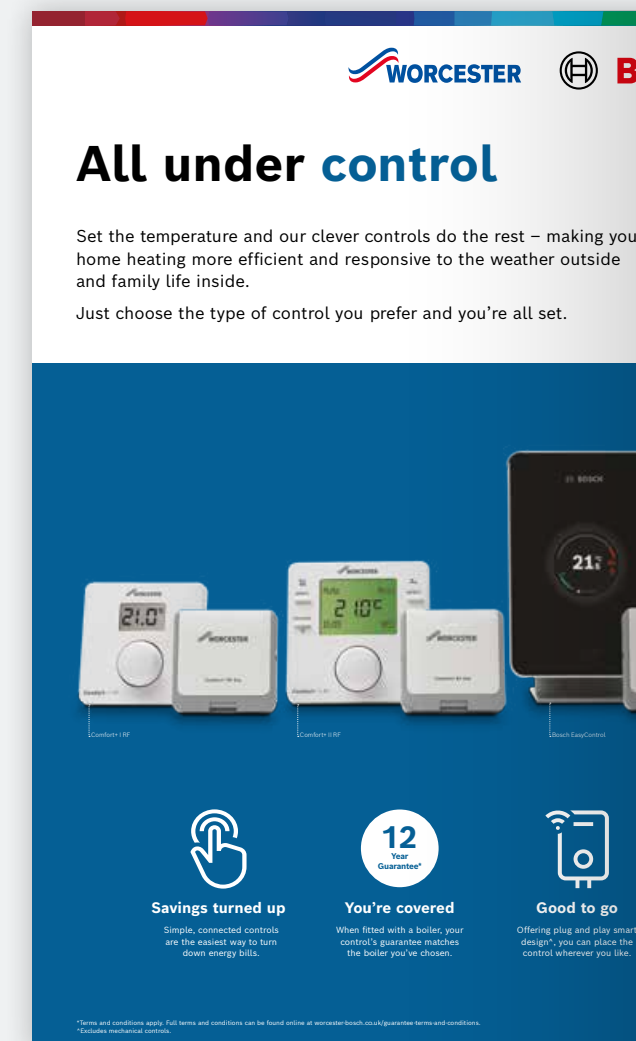 WORCESTER
B
All under control
Set the temperature and our clever controls do the rest – making you
home heating more efficient and responsive to the weather outside
and family life inside.
Just choose the type of control you prefer and you're all set.
BOSCH
21
WORCESTER
21.0°
WORCESTER
WORCESTER
21.0°C
WORCESTER
Comfort+ I RF
Comfort+ II RF
Bosch EasyControl
12
Year
Guarantee*
Savings turned up
You're covered
Good to go
Simple, connected controls
are the easiest way to turn
down energy bills.
When fitted with a boiler, your
control's guarantee matches
the boiler you've chosen.
Offering plug and play smart
design^, you can place the
control wherever you like.
*Terms and conditions apply. Full terms and conditions can be found online at worcester-bosch.co.uk/guarantee-terms-and-conditions.
^Excludes mechanical controls.